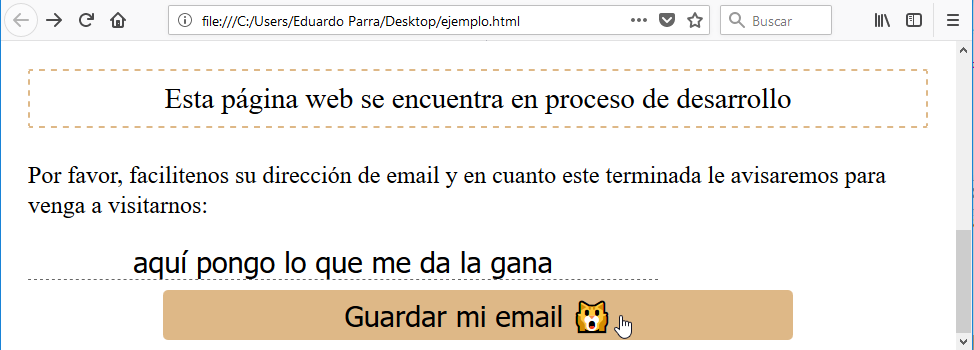 file:///C:/Users/Eduardo Parra/Desktop/ejemplo.html
Buscar
Esta página web se encuentra en proceso de desarrollo
Por favor, facilitenos su dirección de email y en cuanto este terminada le avisaremos para
venga a visitarnos:
aquí pongo lo que me da la gana
Guardar mi email 🙀